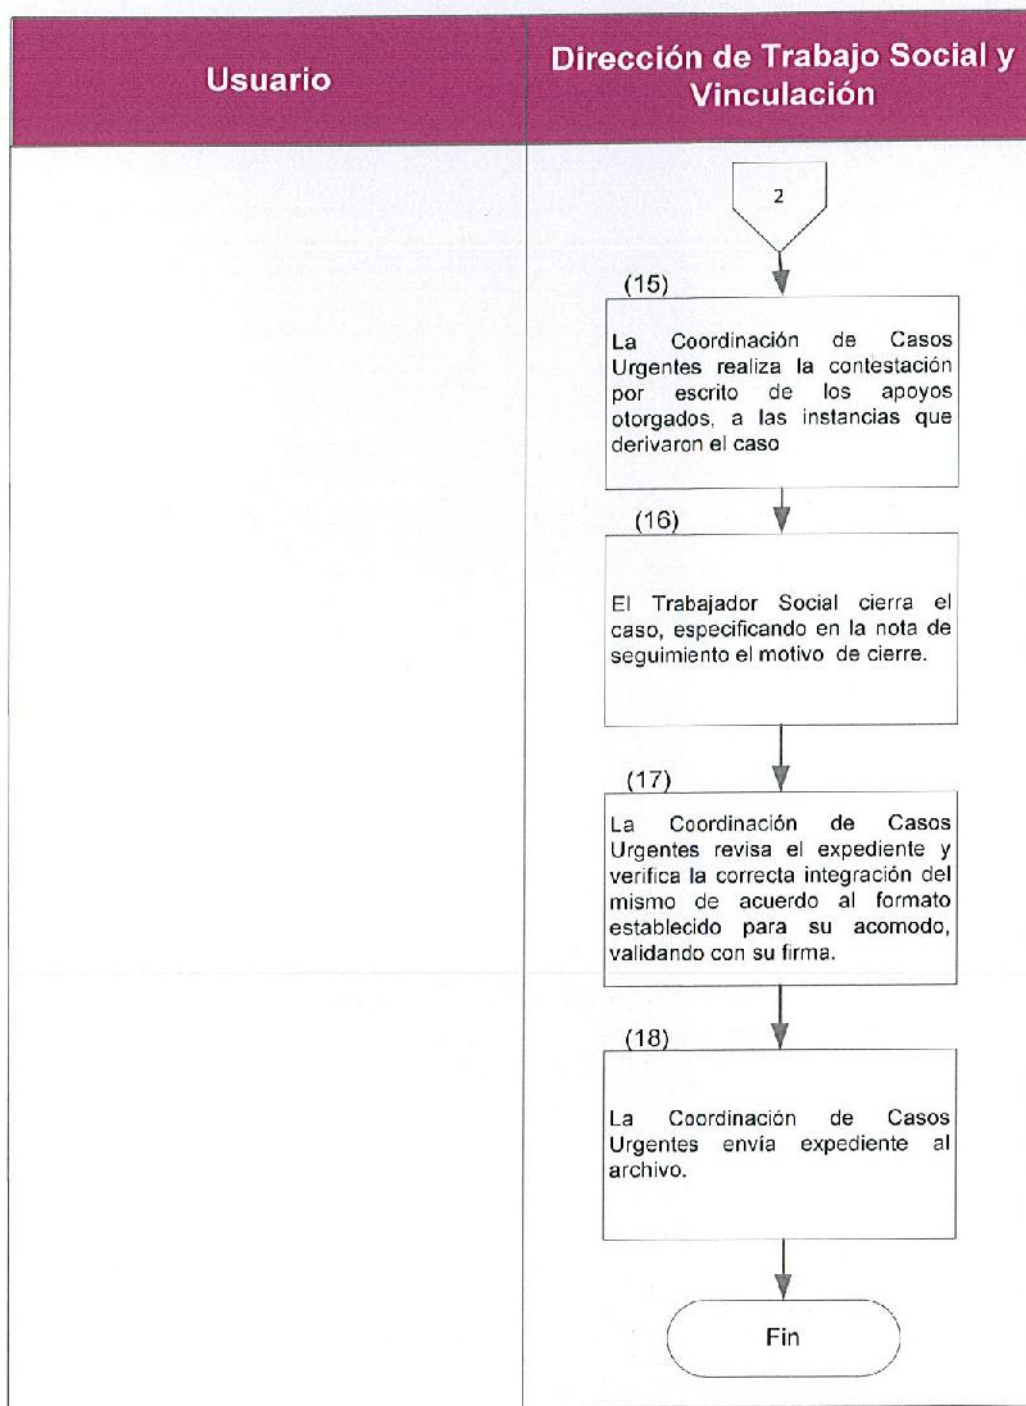 Usuario
Dirección de Trabajo Social y
Vinculación
2
(15)
La Coordinación de Casos
Urgentes realiza la contestación
por escrito de los apoyos
otorgados, a las instancias que
derivaron el caso
(16)
El Trabajador Social cierra el
caso, especificando en la nota de
seguimiento el motivo de cierre.
(17)
La Coordinación de Casos
Urgentes revisa el expediente y
verifica la correcta integración del
mismo de acuerdo al formato
establecido para su acomodo,
validando con su firma.
(18)
La Coordinación de Casos
Urgentes envía expediente al
archivo.
Fin